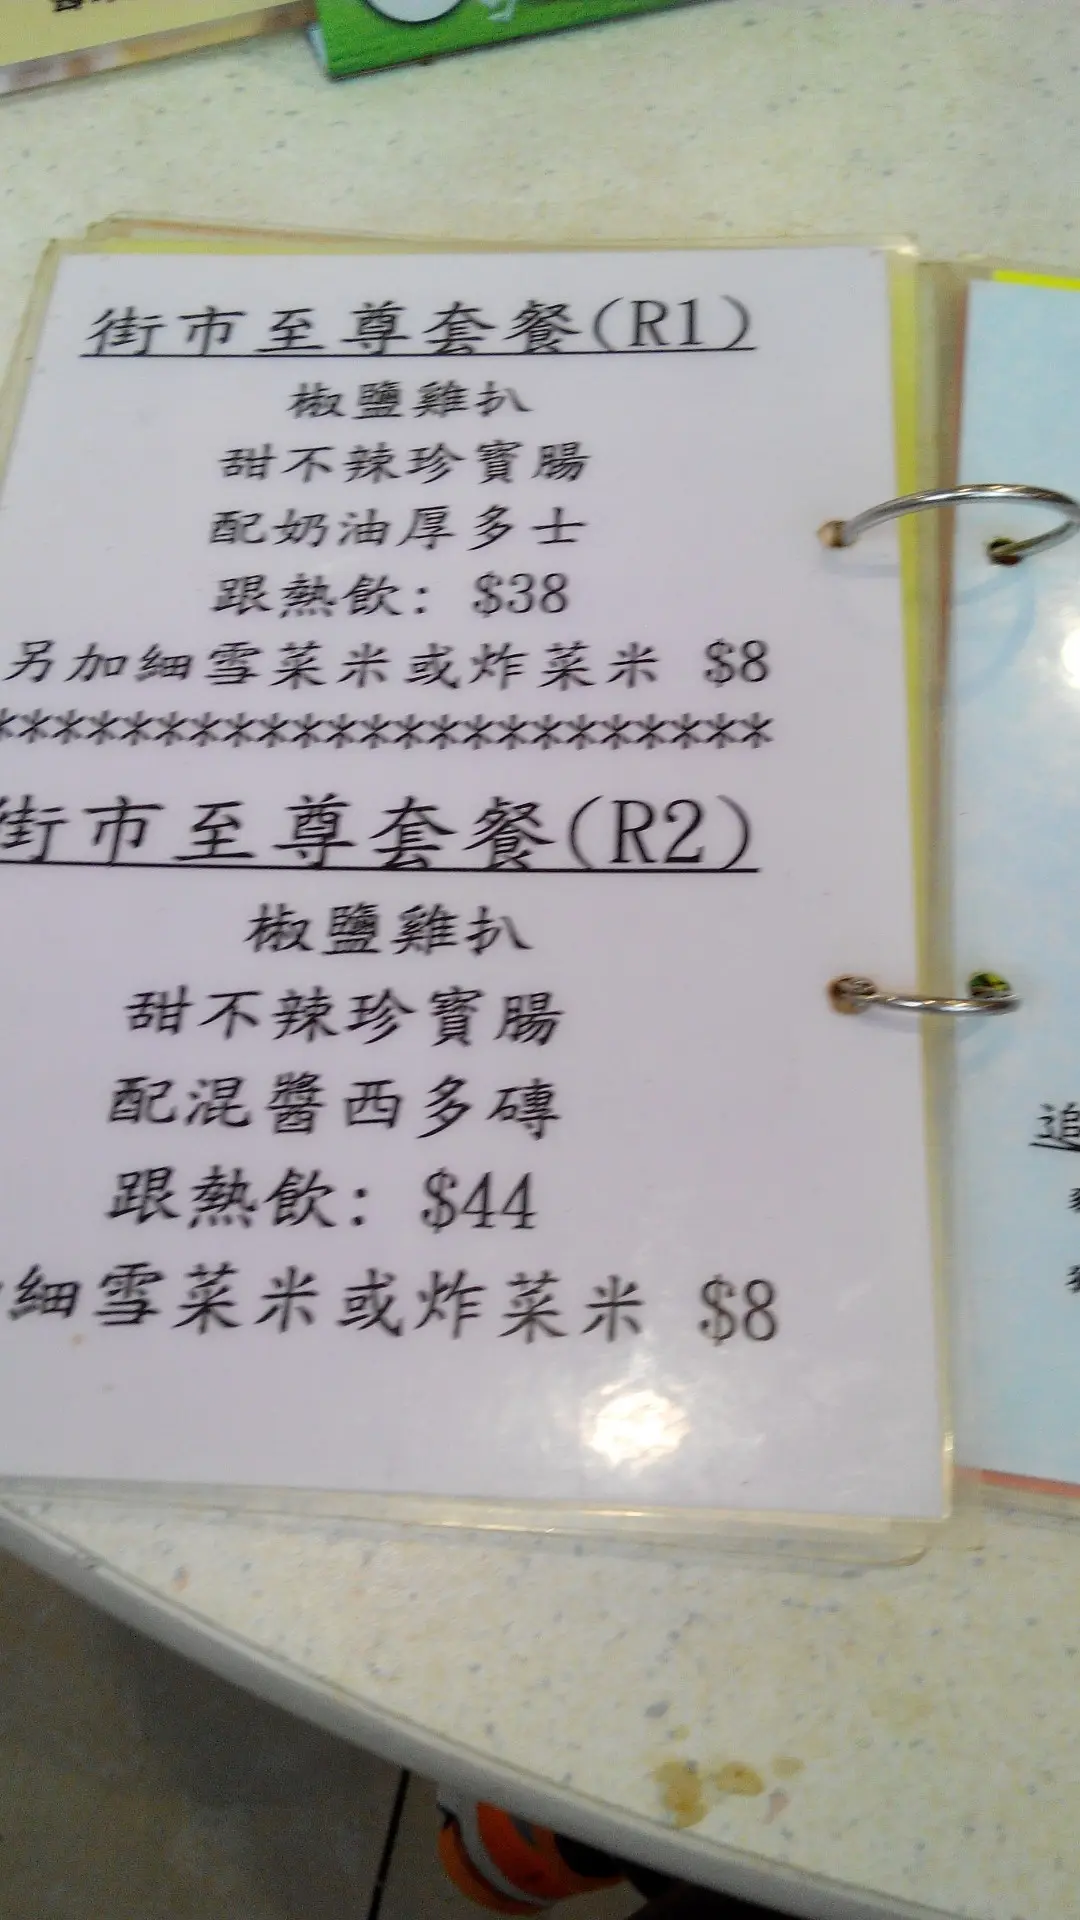 街市至尊套餐(R1)
椒鹽雞扒
甜不辣珍寶腸
配奶油厚多士
跟熱飲: $38
另加細雪菜米或炸菜米 $8
***********************
街市至尊套餐(R2)
椒鹽雞扒
甜不辣珍寶腸
配混醬西多磚
跟熱飲: $44
細雪菜米或炸菜米 $8
追